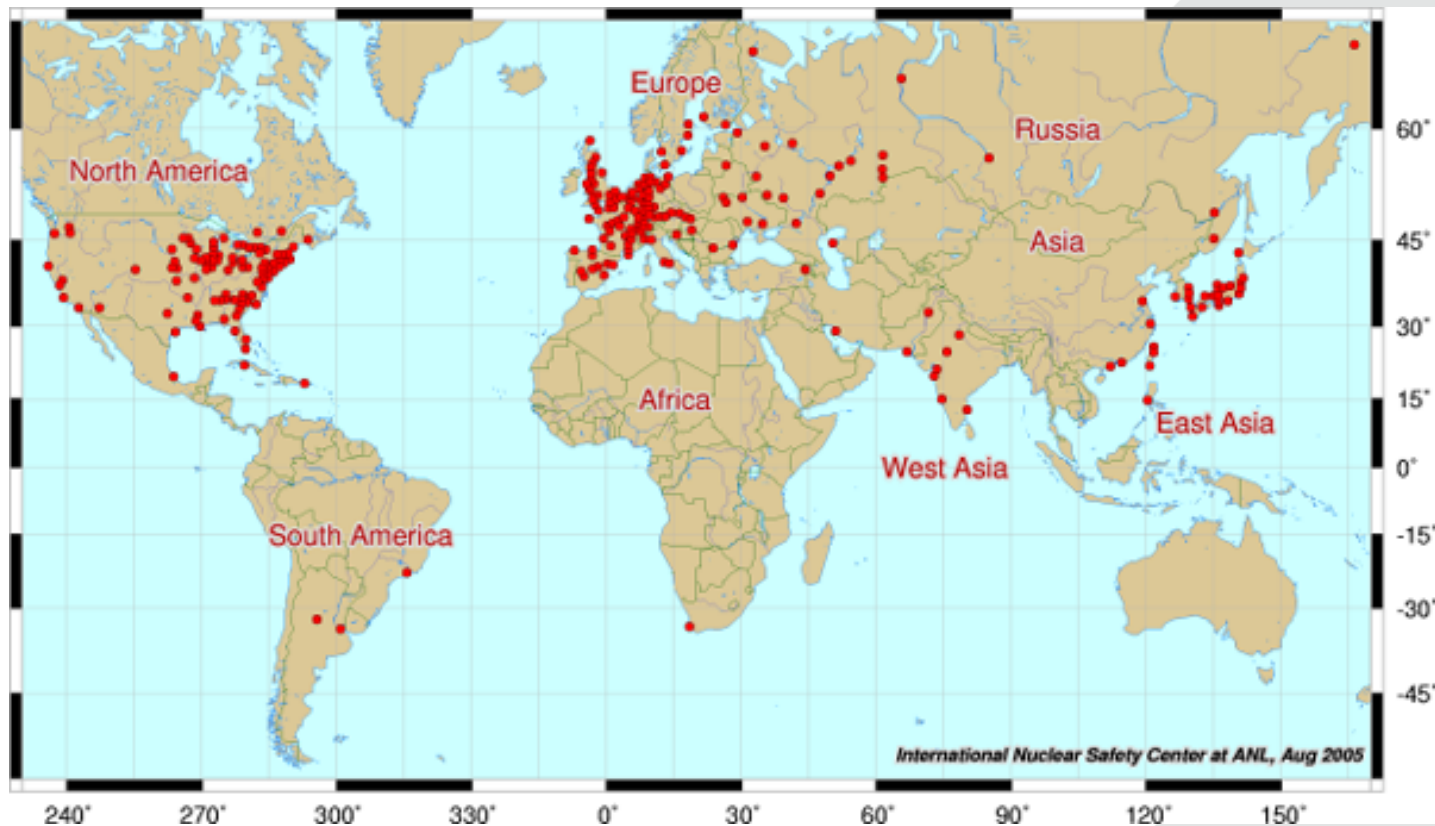 Europe
60°
Russia
North America
Asia
45°
30°
Africa
15°
East Asia
West Asia
0°
South America
-15°
-30°
-45°
International Nuclear Safety Center at ANL, Aug 2005
240° 270° 300° 330° 0° 30° 60° 90° 120° 150°